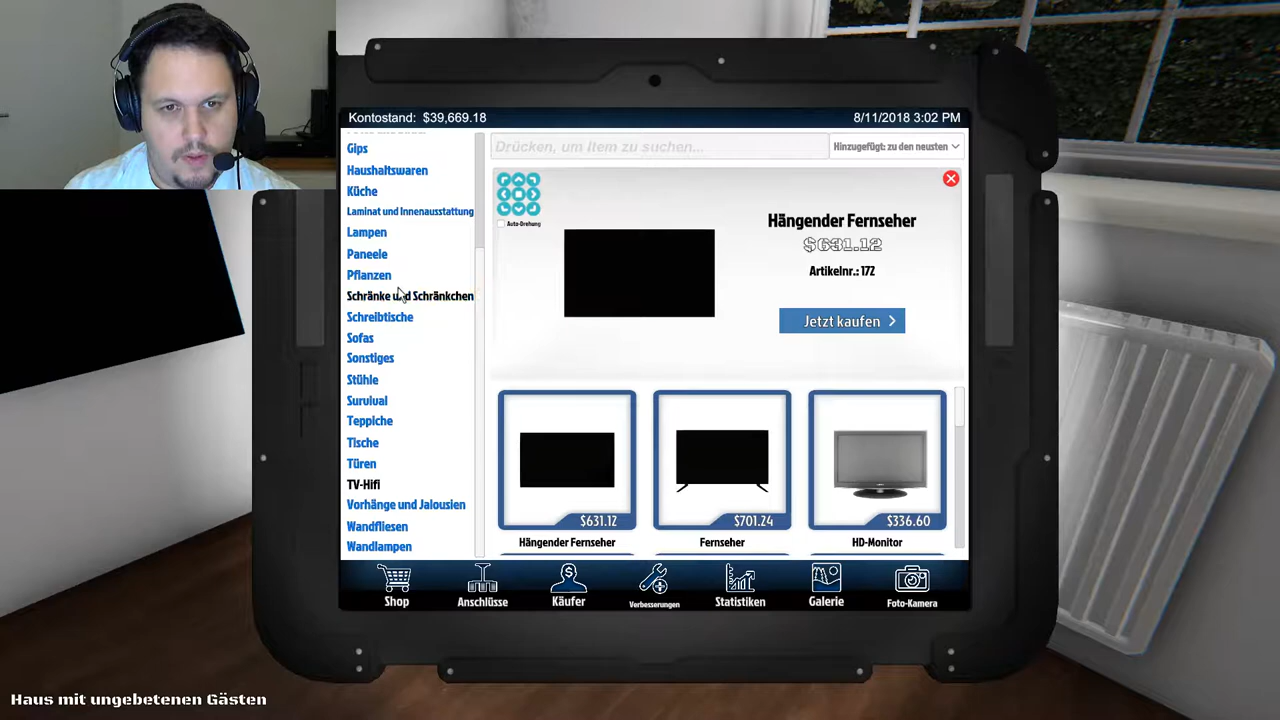 Kontostand: $39,669.18
8/11/2018 3:02 PM
Gips
Haushaltswaren
Küche
Laminat und Innenausstattung
Lampen
Paneele
Pflanzen
Schränke und Schränkchen
Schreibtische
Sofas
Sonstiges
Stühle
Survival
Teppiche
Tische
Türen
TV-Hifi
Vorhänge und Jalousien
Wandfliesen
Wandlampen
Drücken, um Item zu suchen...
Hinzugefügt: zu den neusten
Auto-Drehung
Hängender Fernseher
$631.12
Artikelnr.: 172
Jetzt kaufen
$631.12
$701.24
$336.60
Hängender Fernseher
Fernseher
HD-Monitor
Shop
Anschlüsse
Käufer
Verbesserungen
Statistiken
Galerie
Foto-Kamera
Haus mit ungebetenen Gästen